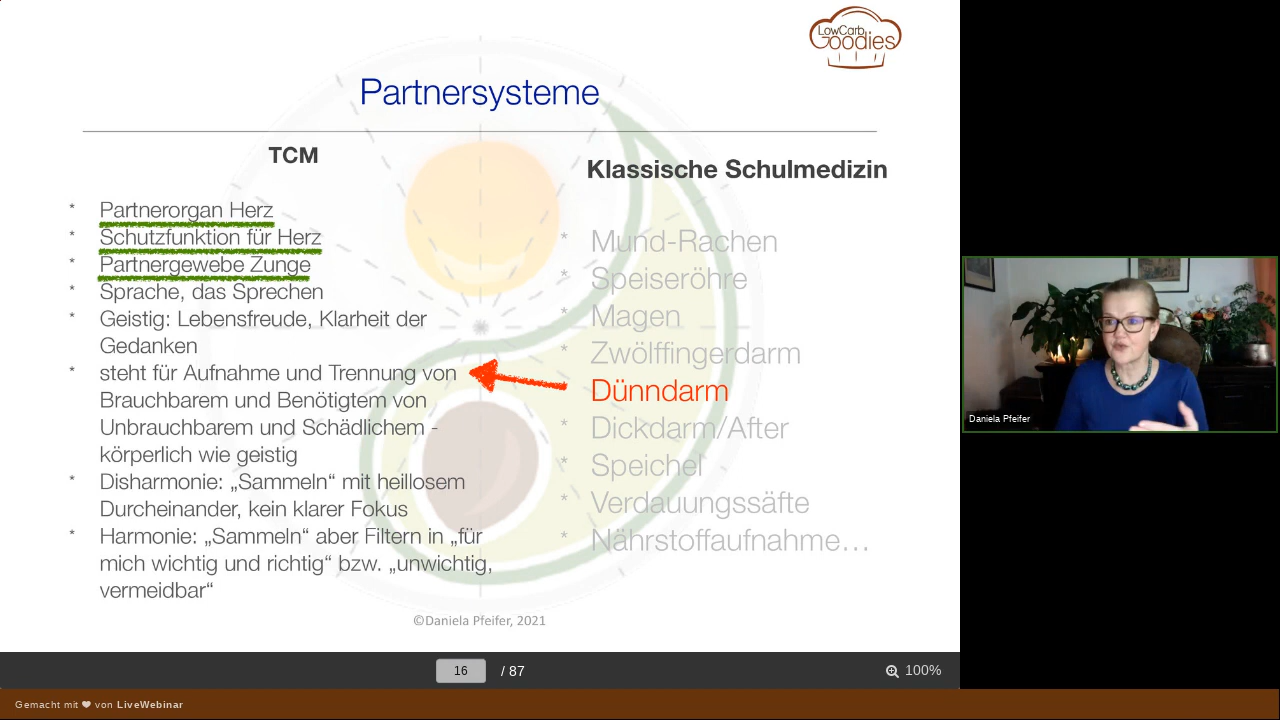 LowCarb
Goodies
Partnersysteme
TCM
* Partnerorgan Herz
* Schutzfunktion für Herz
* Partnergewebe Zunge
* Sprache, das Sprechen
* Geistig: Lebensfreude, Klarheit der
Gedanken
* steht für Aufnahme und Trennung von
Brauchbarem und Benötigtem von
Unbrauchbarem und Schädlichem -
körperlich wie geistig
* Disharmonie: „Sammeln“ mit heillosem
Durcheinander, kein klarer Fokus
* Harmonie: „Sammeln“ aber Filtern in „für
mich wichtig und richtig“ bzw. „unwichtig,
vermeidbar“
Klassische Schulmedizin
* Mund-Rachen
* Speiseröhre
* Magen
* Zwölffingerdarm
Dünndarm
* Dickdarm/After
* Speichel
* Verdauungssäfte
* Nährstoffaufnahme…
©Daniela Pfeifer, 2021
Daniela Pfeifer
16 / 87
100%
Gemacht mit ❤ von LiveWebinar